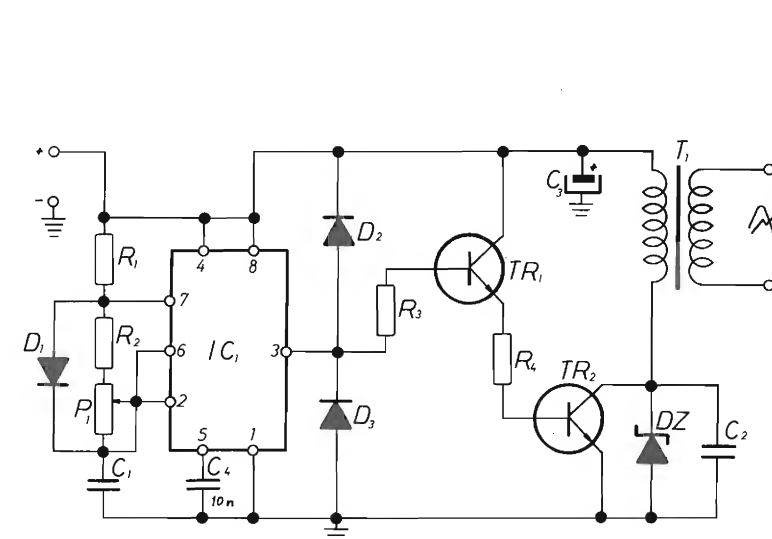 +
T₁
-
C₃
+
R₁
4
8
D₂
TR₁
7
R₃
D₁
R₂
6
IC₁
3
R₄
TR₂
P₁
2
D₃
DZ
C₂
5
1
C₁
C₄
10n